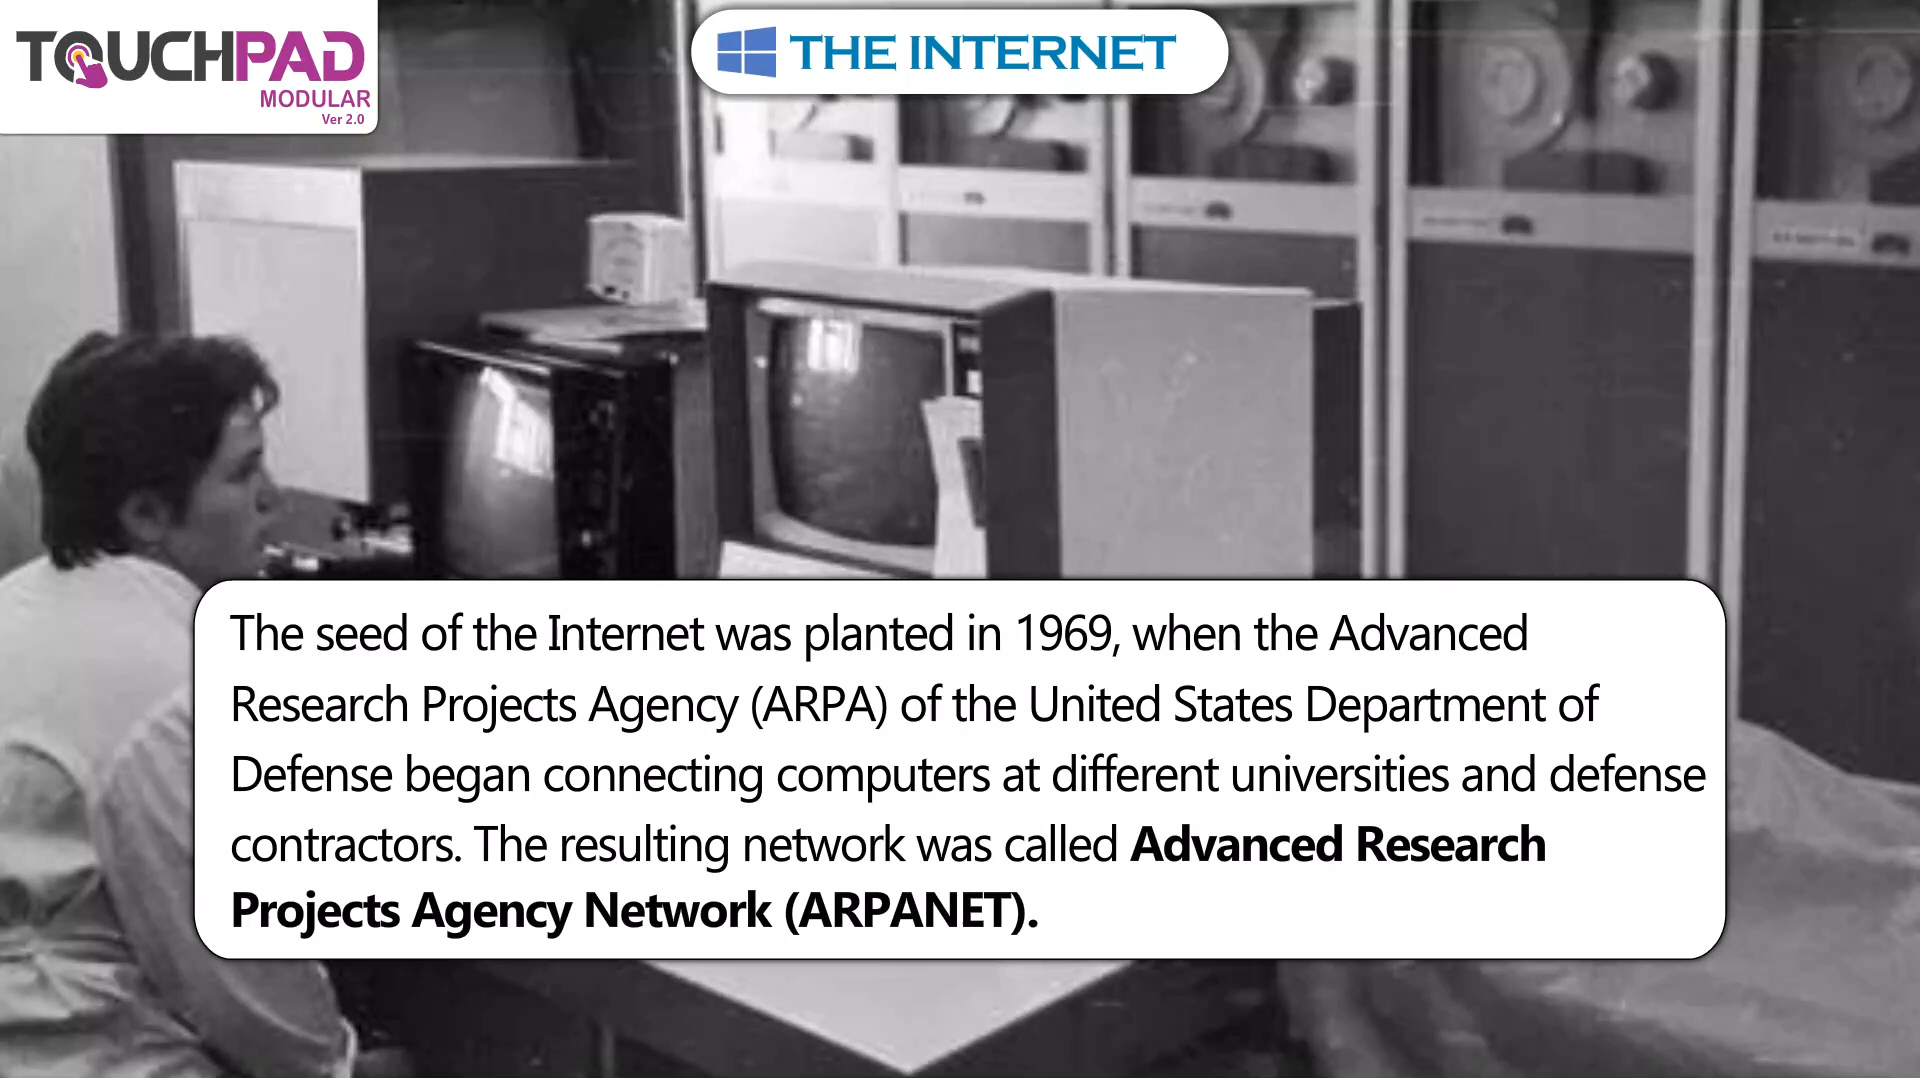 TOUCHPAD
MODULAR
Ver 2.0
THE INTERNET
The seed of the Internet was planted in 1969, when the Advanced
Research Projects Agency (ARPA) of the United States Department of
Defense began connecting computers at different universities and defense
contractors. The resulting network was called Advanced Research
Projects Agency Network (ARPANET).